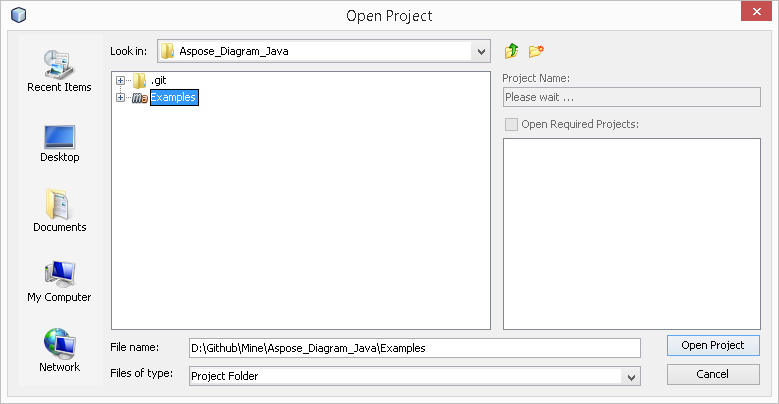 Open Project
Look in: Aspose_Diagram_Java
Recent Items
Desktop
Documents
My Computer
Network
.git
Examples
Project Name:
Please wait ...
Open Required Projects:
File name: D:\Github\Mine\Aspose_Diagram_Java\Examples
Open Project
Files of type: Project Folder
Cancel